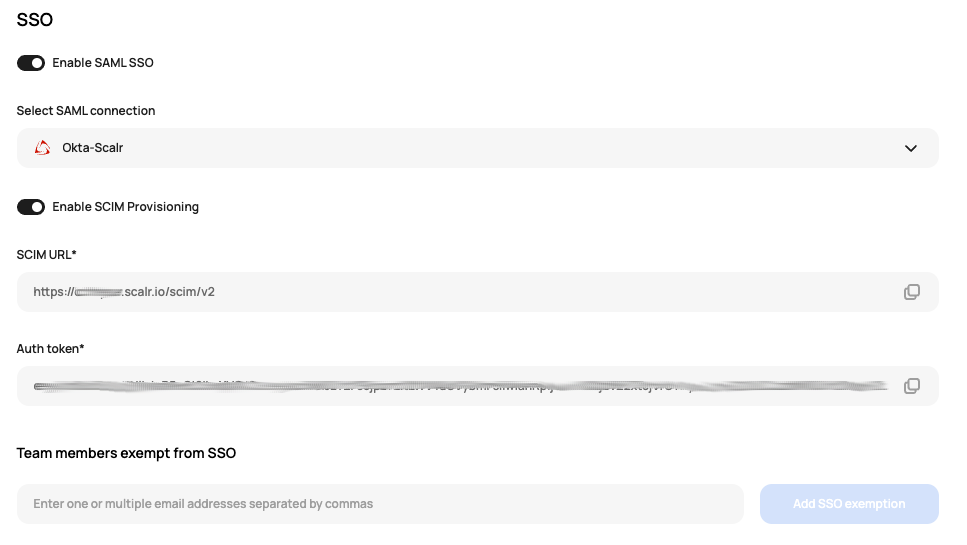 SSO
Enable SAML SSO
Select SAML connection
Okta-Scalr
Enable SCIM Provisioning
SCIM URL*
https:// .scalr.io/scim/v2
Auth token*
Team members exempt from SSO
Enter one or multiple email addresses separated by commas
Add SSO exemption